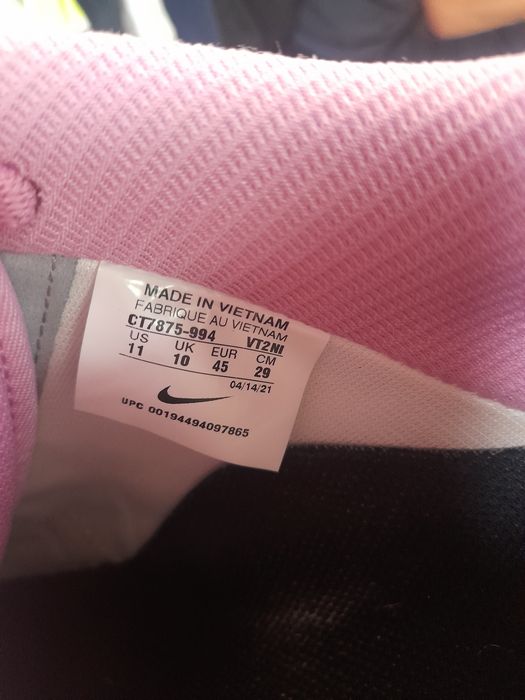 MADE IN VIETNAM
FABRIQUE AU VIETNAM
CT7875-994 VT2NI
US UK EUR CM
11 10 45 29
04/14/21
UPC 00194494097865